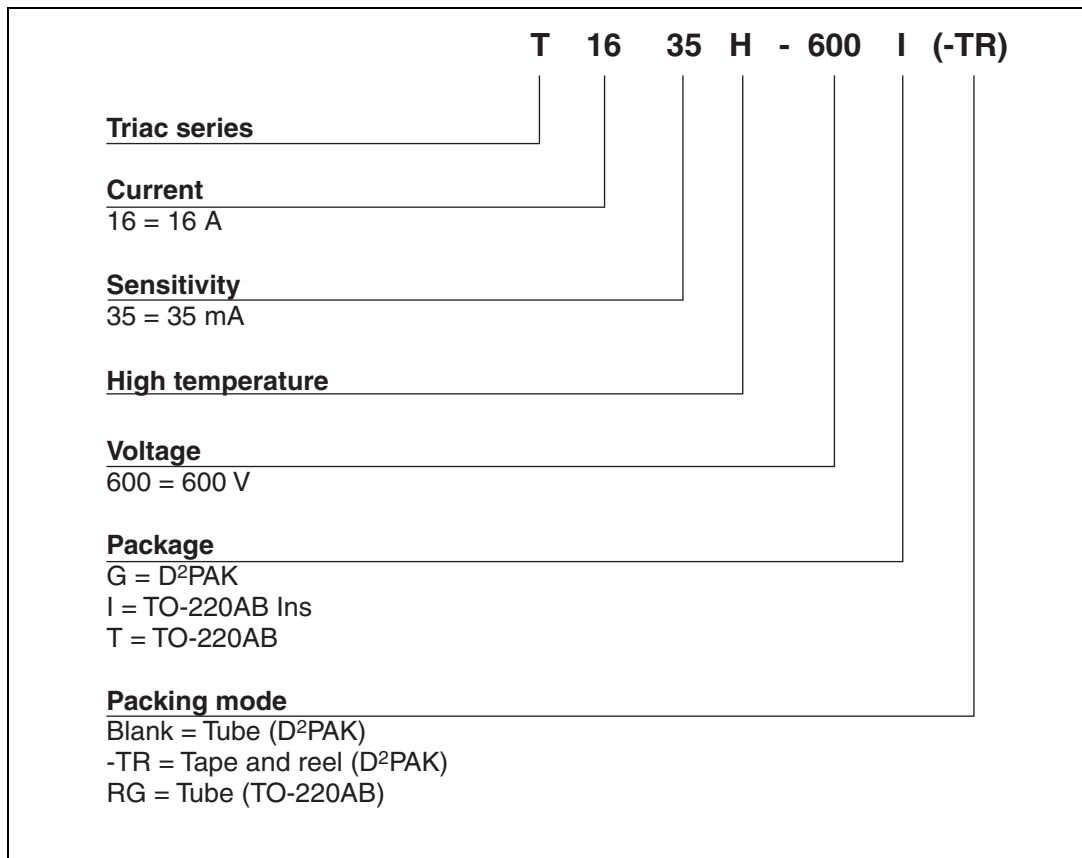 T 16 35 H - 600 I (-TR)
Triac series
Current
16 = 16 A
Sensitivity
35 = 35 mA
High temperature
Voltage
600 = 600 V
Package
G = D²PAK
I = TO-220AB Ins
T = TO-220AB
Packing mode
Blank = Tube (D²PAK)
-TR = Tape and reel (D²PAK)
RG = Tube (TO-220AB)